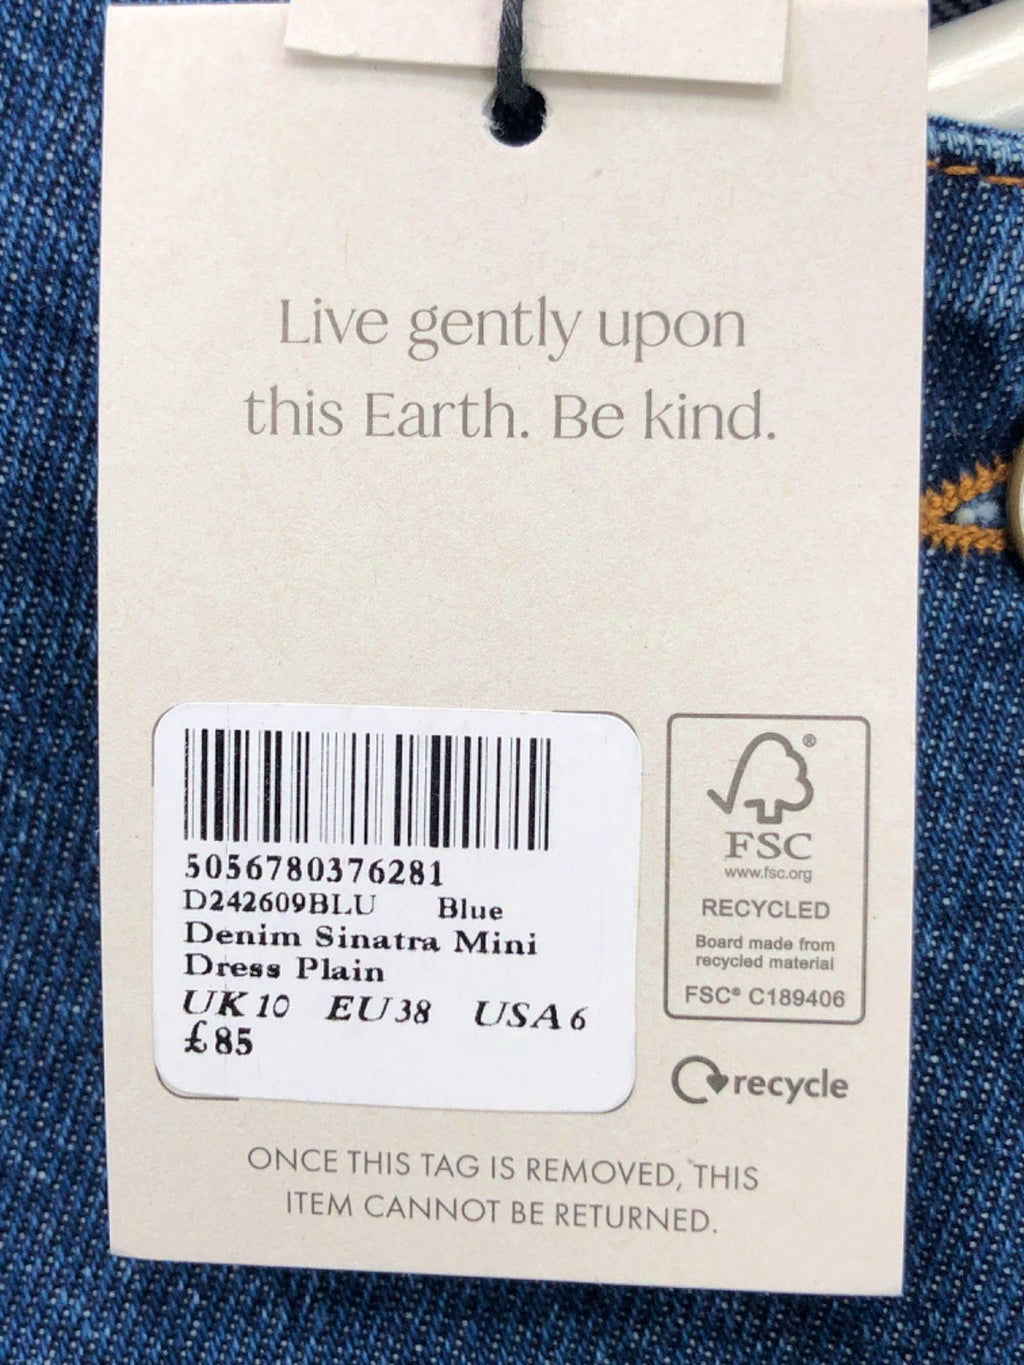 Live gently upon
this Earth. Be kind.
5056780376281
D242609BLU Blue
Denim Sinatra Mini
Dress Plain
UK 10 EU 38 USA 6
£85
®
FSC
www.fsc.org
RECYCLED
Board made from
recycled material
FSC® C189406
recycle
ONCE THIS TAG IS REMOVED, THIS
ITEM CANNOT BE RETURNED.